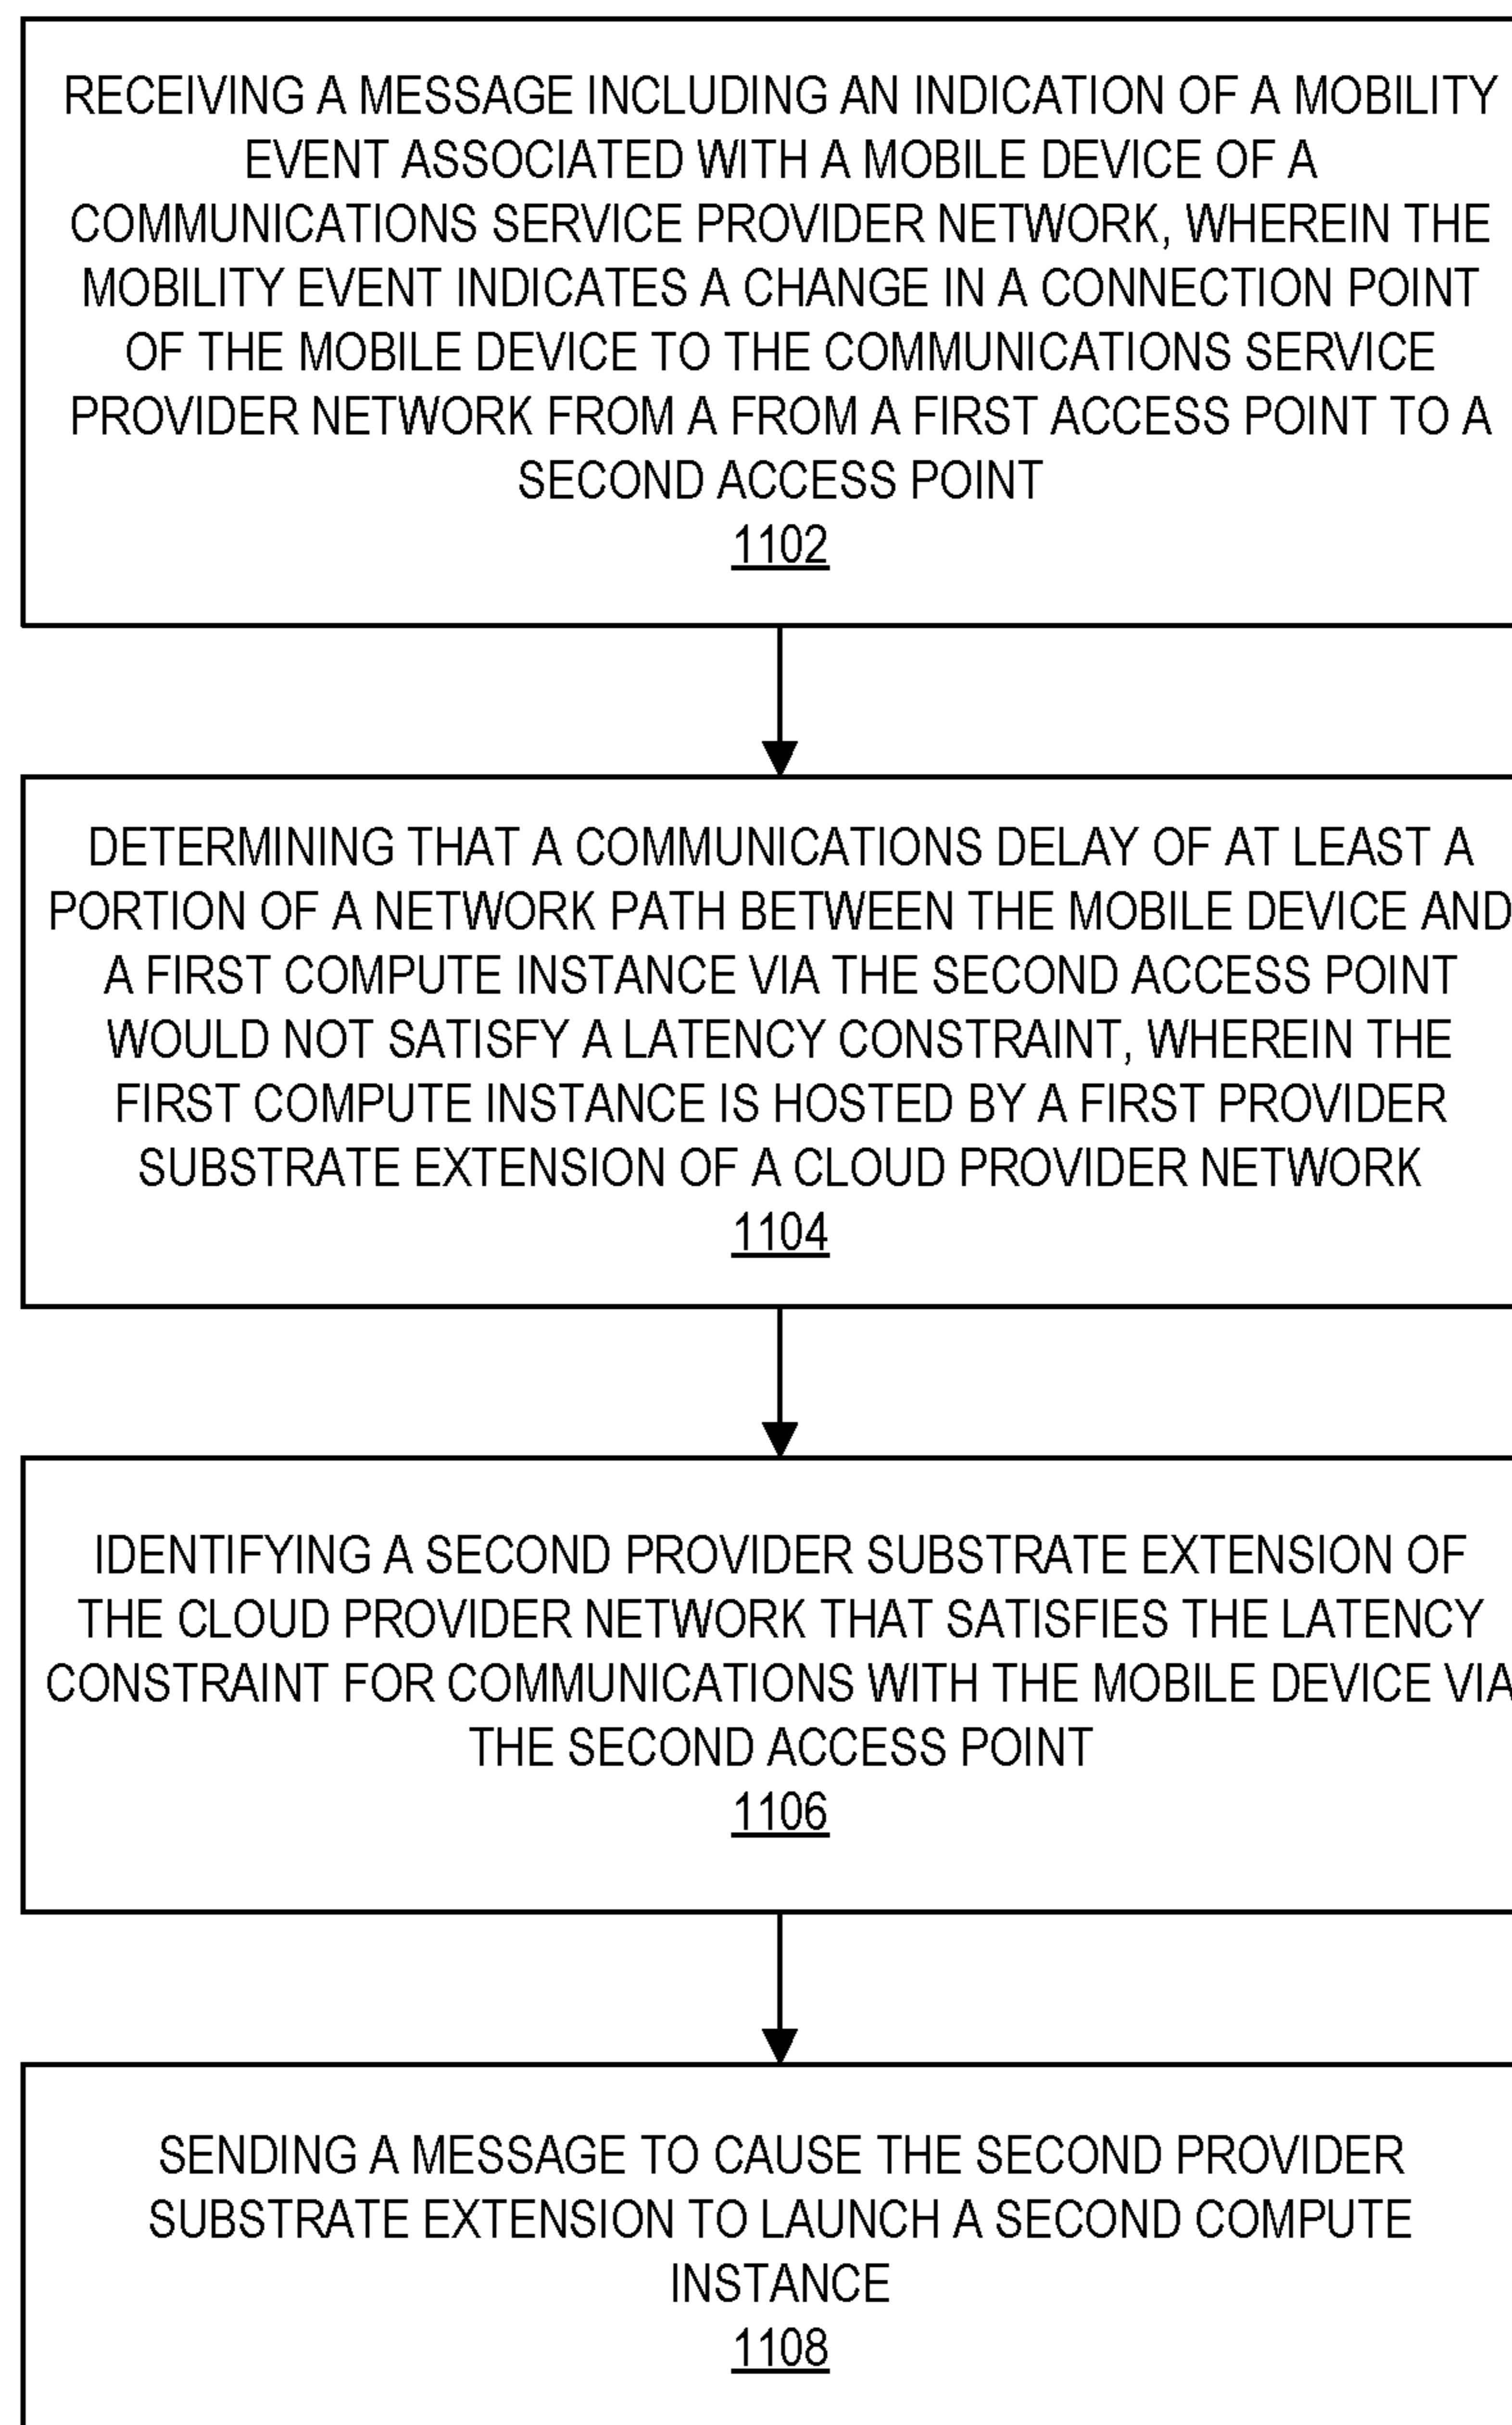 RECEIVING A MESSAGE INCLUDING AN INDICATION OF A MOBILITY
EVENT ASSOCIATED WITH A MOBILE DEVICE OF A
COMMUNICATIONS SERVICE PROVIDER NETWORK, WHEREIN THE
MOBILITY EVENT INDICATES A CHANGE IN A CONNECTION POINT
OF THE MOBILE DEVICE TO THE COMMUNICATIONS SERVICE
PROVIDER NETWORK FROM A FROM A FIRST ACCESS POINT TO A
SECOND ACCESS POINT
1102
DETERMINING THAT A COMMUNICATIONS DELAY OF AT LEAST A
PORTION OF A NETWORK PATH BETWEEN THE MOBILE DEVICE AND
A FIRST COMPUTE INSTANCE VIA THE SECOND ACCESS POINT
WOULD NOT SATISFY A LATENCY CONSTRAINT, WHEREIN THE
FIRST COMPUTE INSTANCE IS HOSTED BY A FIRST PROVIDER
SUBSTRATE EXTENSION OF A CLOUD PROVIDER NETWORK
1104
IDENTIFYING A SECOND PROVIDER SUBSTRATE EXTENSION OF
THE CLOUD PROVIDER NETWORK THAT SATISFIES THE LATENCY
CONSTRAINT FOR COMMUNICATIONS WITH THE MOBILE DEVICE VIA
THE SECOND ACCESS POINT
1106
SENDING A MESSAGE TO CAUSE THE SECOND PROVIDER
SUBSTRATE EXTENSION TO LAUNCH A SECOND COMPUTE
INSTANCE
1108